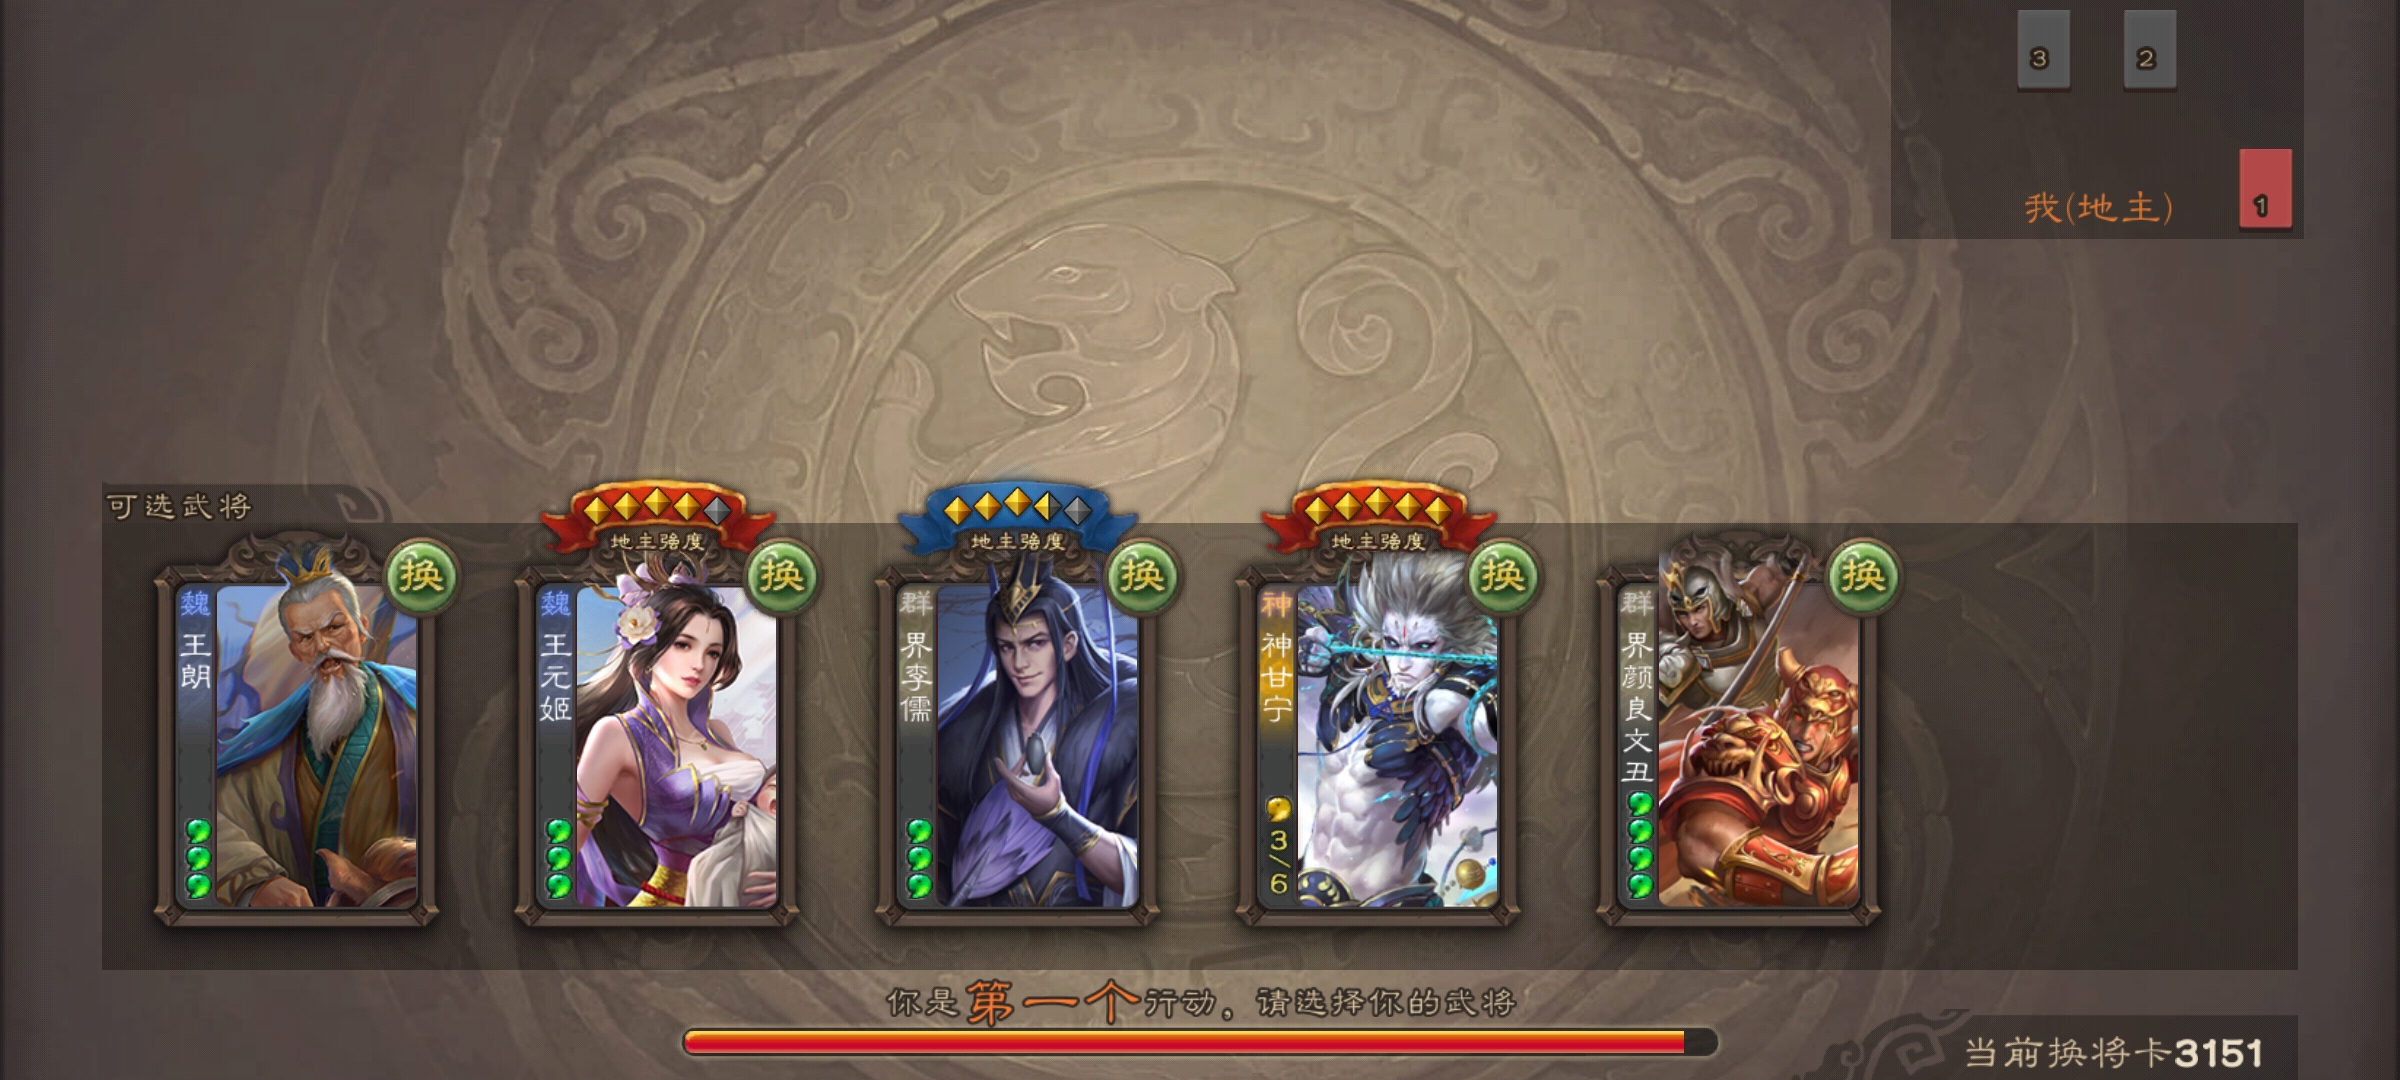 3
2
我(地主)
1
可选武将
地主强度
地主强度
地主强度
换
换
换
换
换
魏
王朗
魏
王元姬
群
界李儒
神
神甘宁
3/6
群
界颜良文丑
你是第一个行动，请选择你的武将
当前换将卡3151